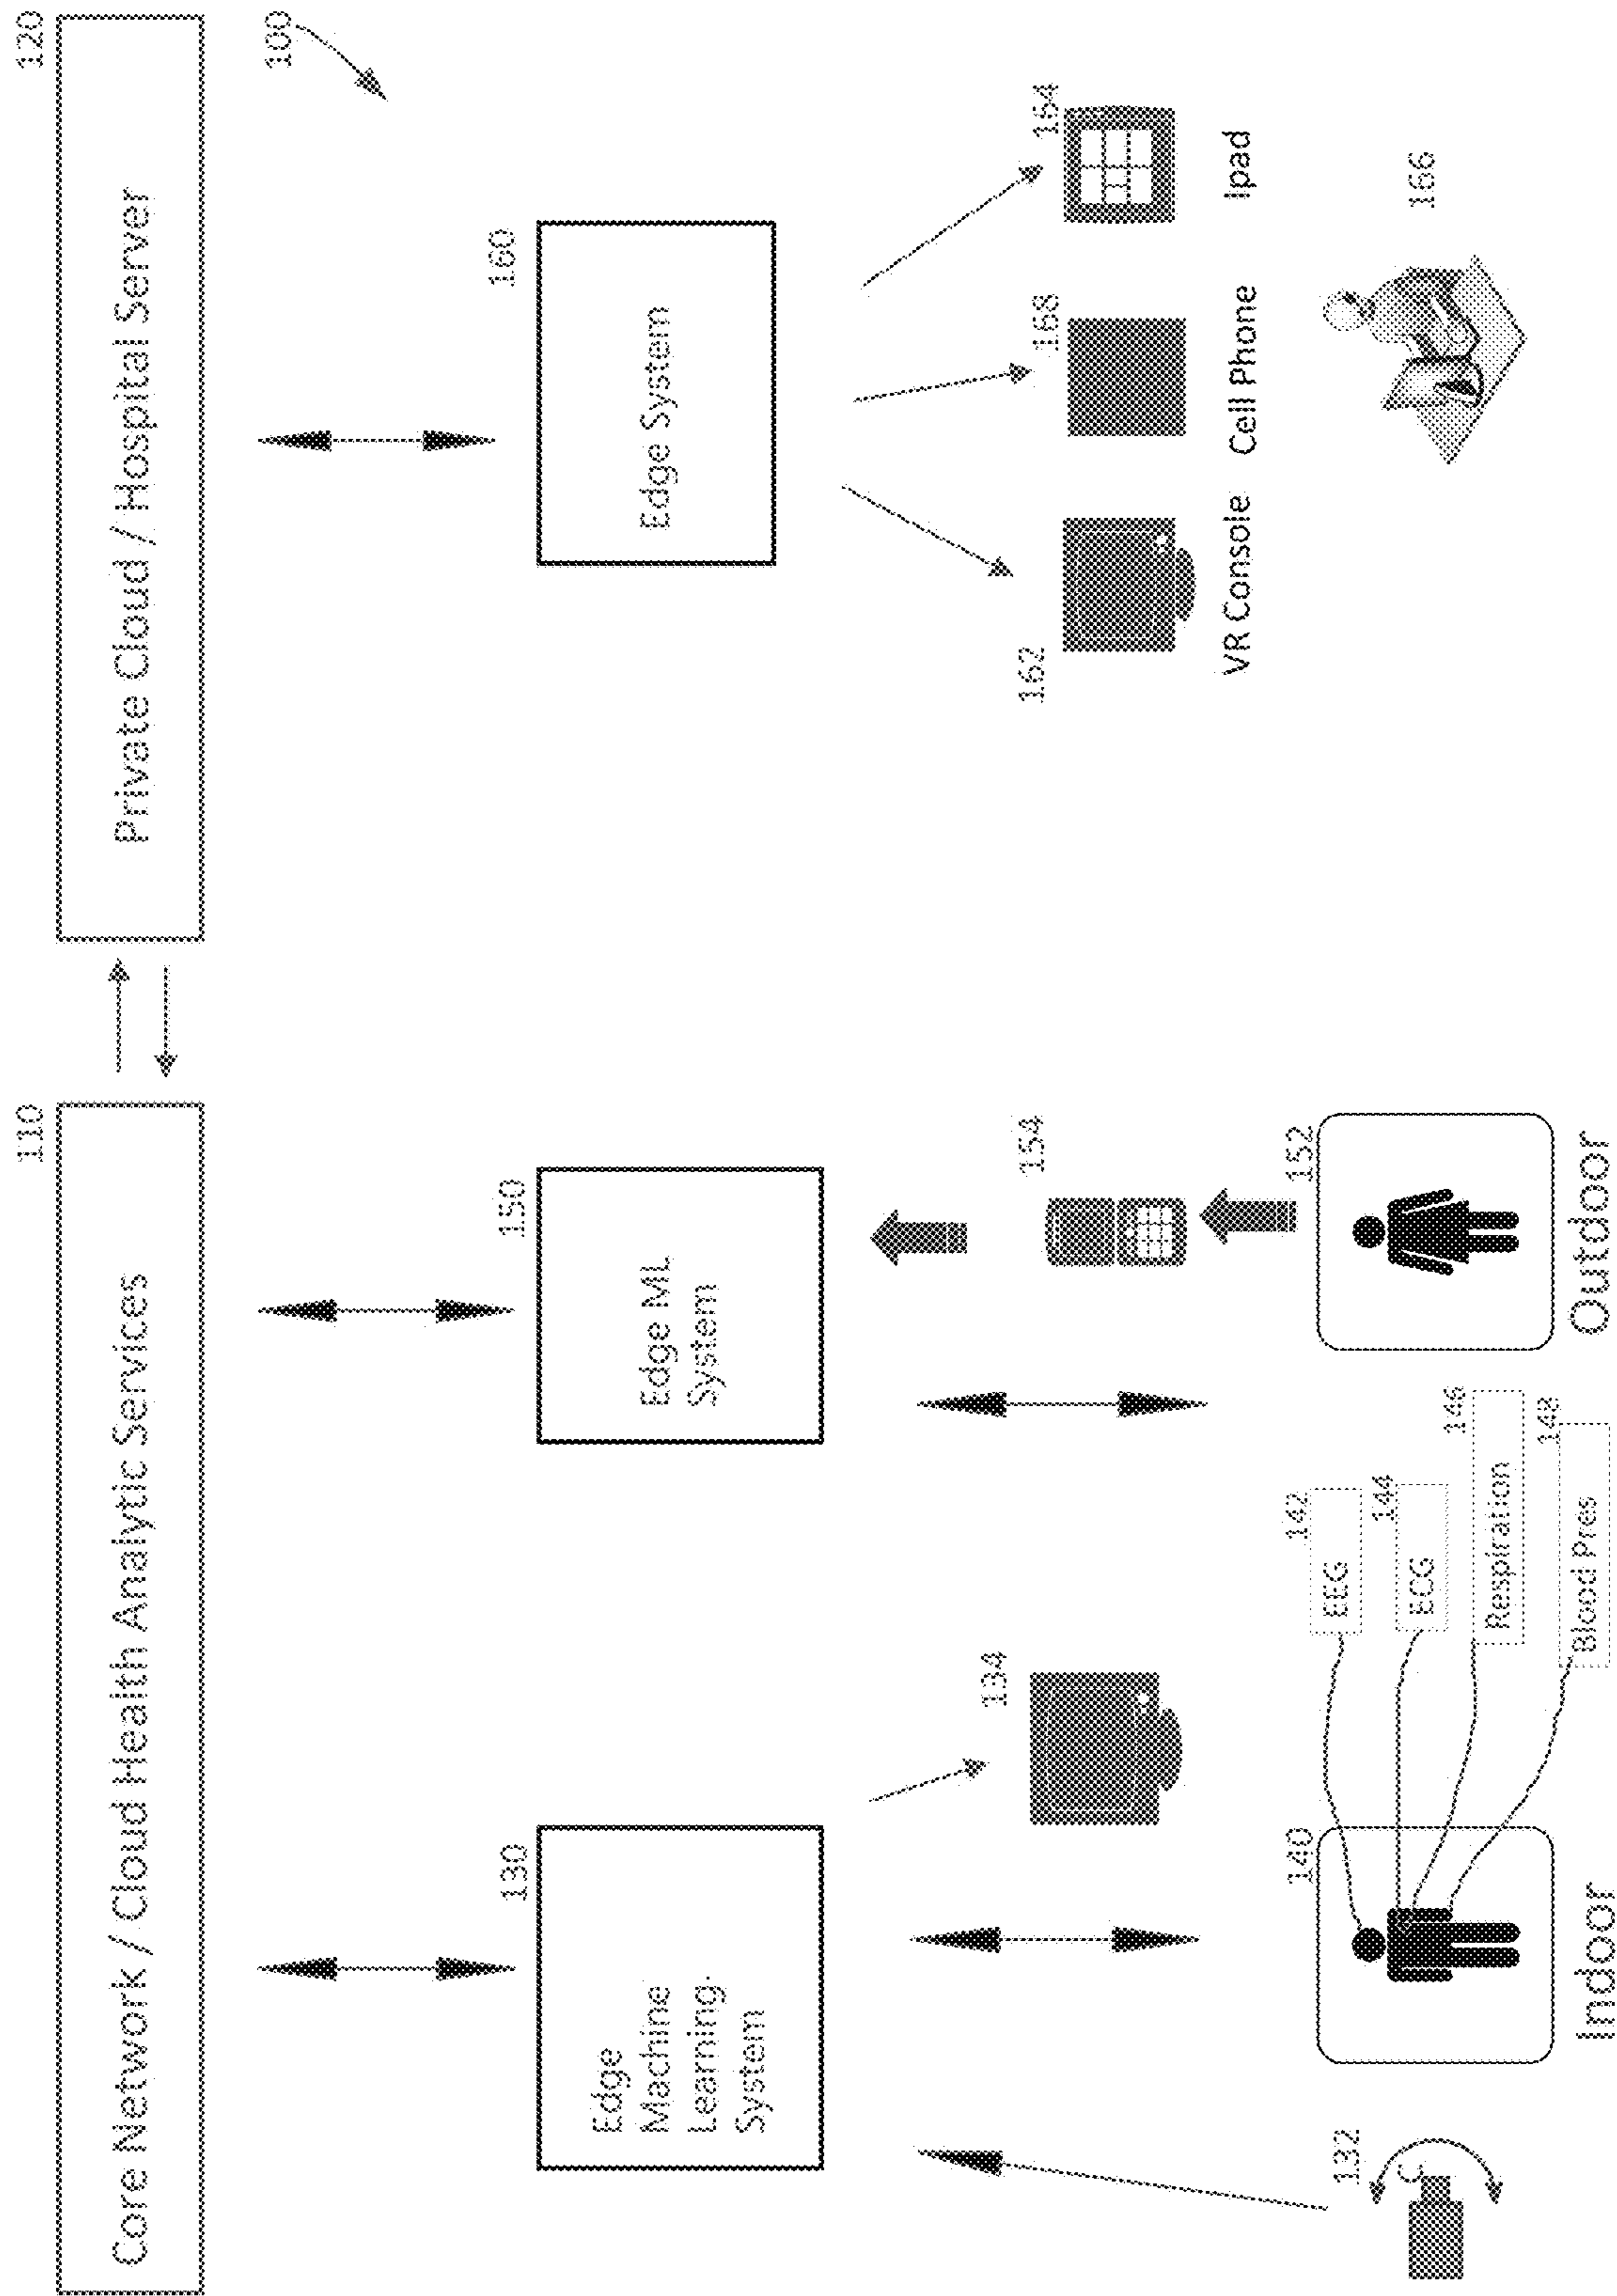 110
Core Network / Cloud Health Analytic Services
120
Private Cloud / Hospital Server
100
130
Edge
Machine
Learning.
System
150
Edge ML
System
160
Edge System
134
154
162
168
164
VR Console
Cell Phone
Ipad
132
C
140
142
EEG
144
ECG
146
Respiration
148
Blood Pres
152
166
Indoor
Outdoor